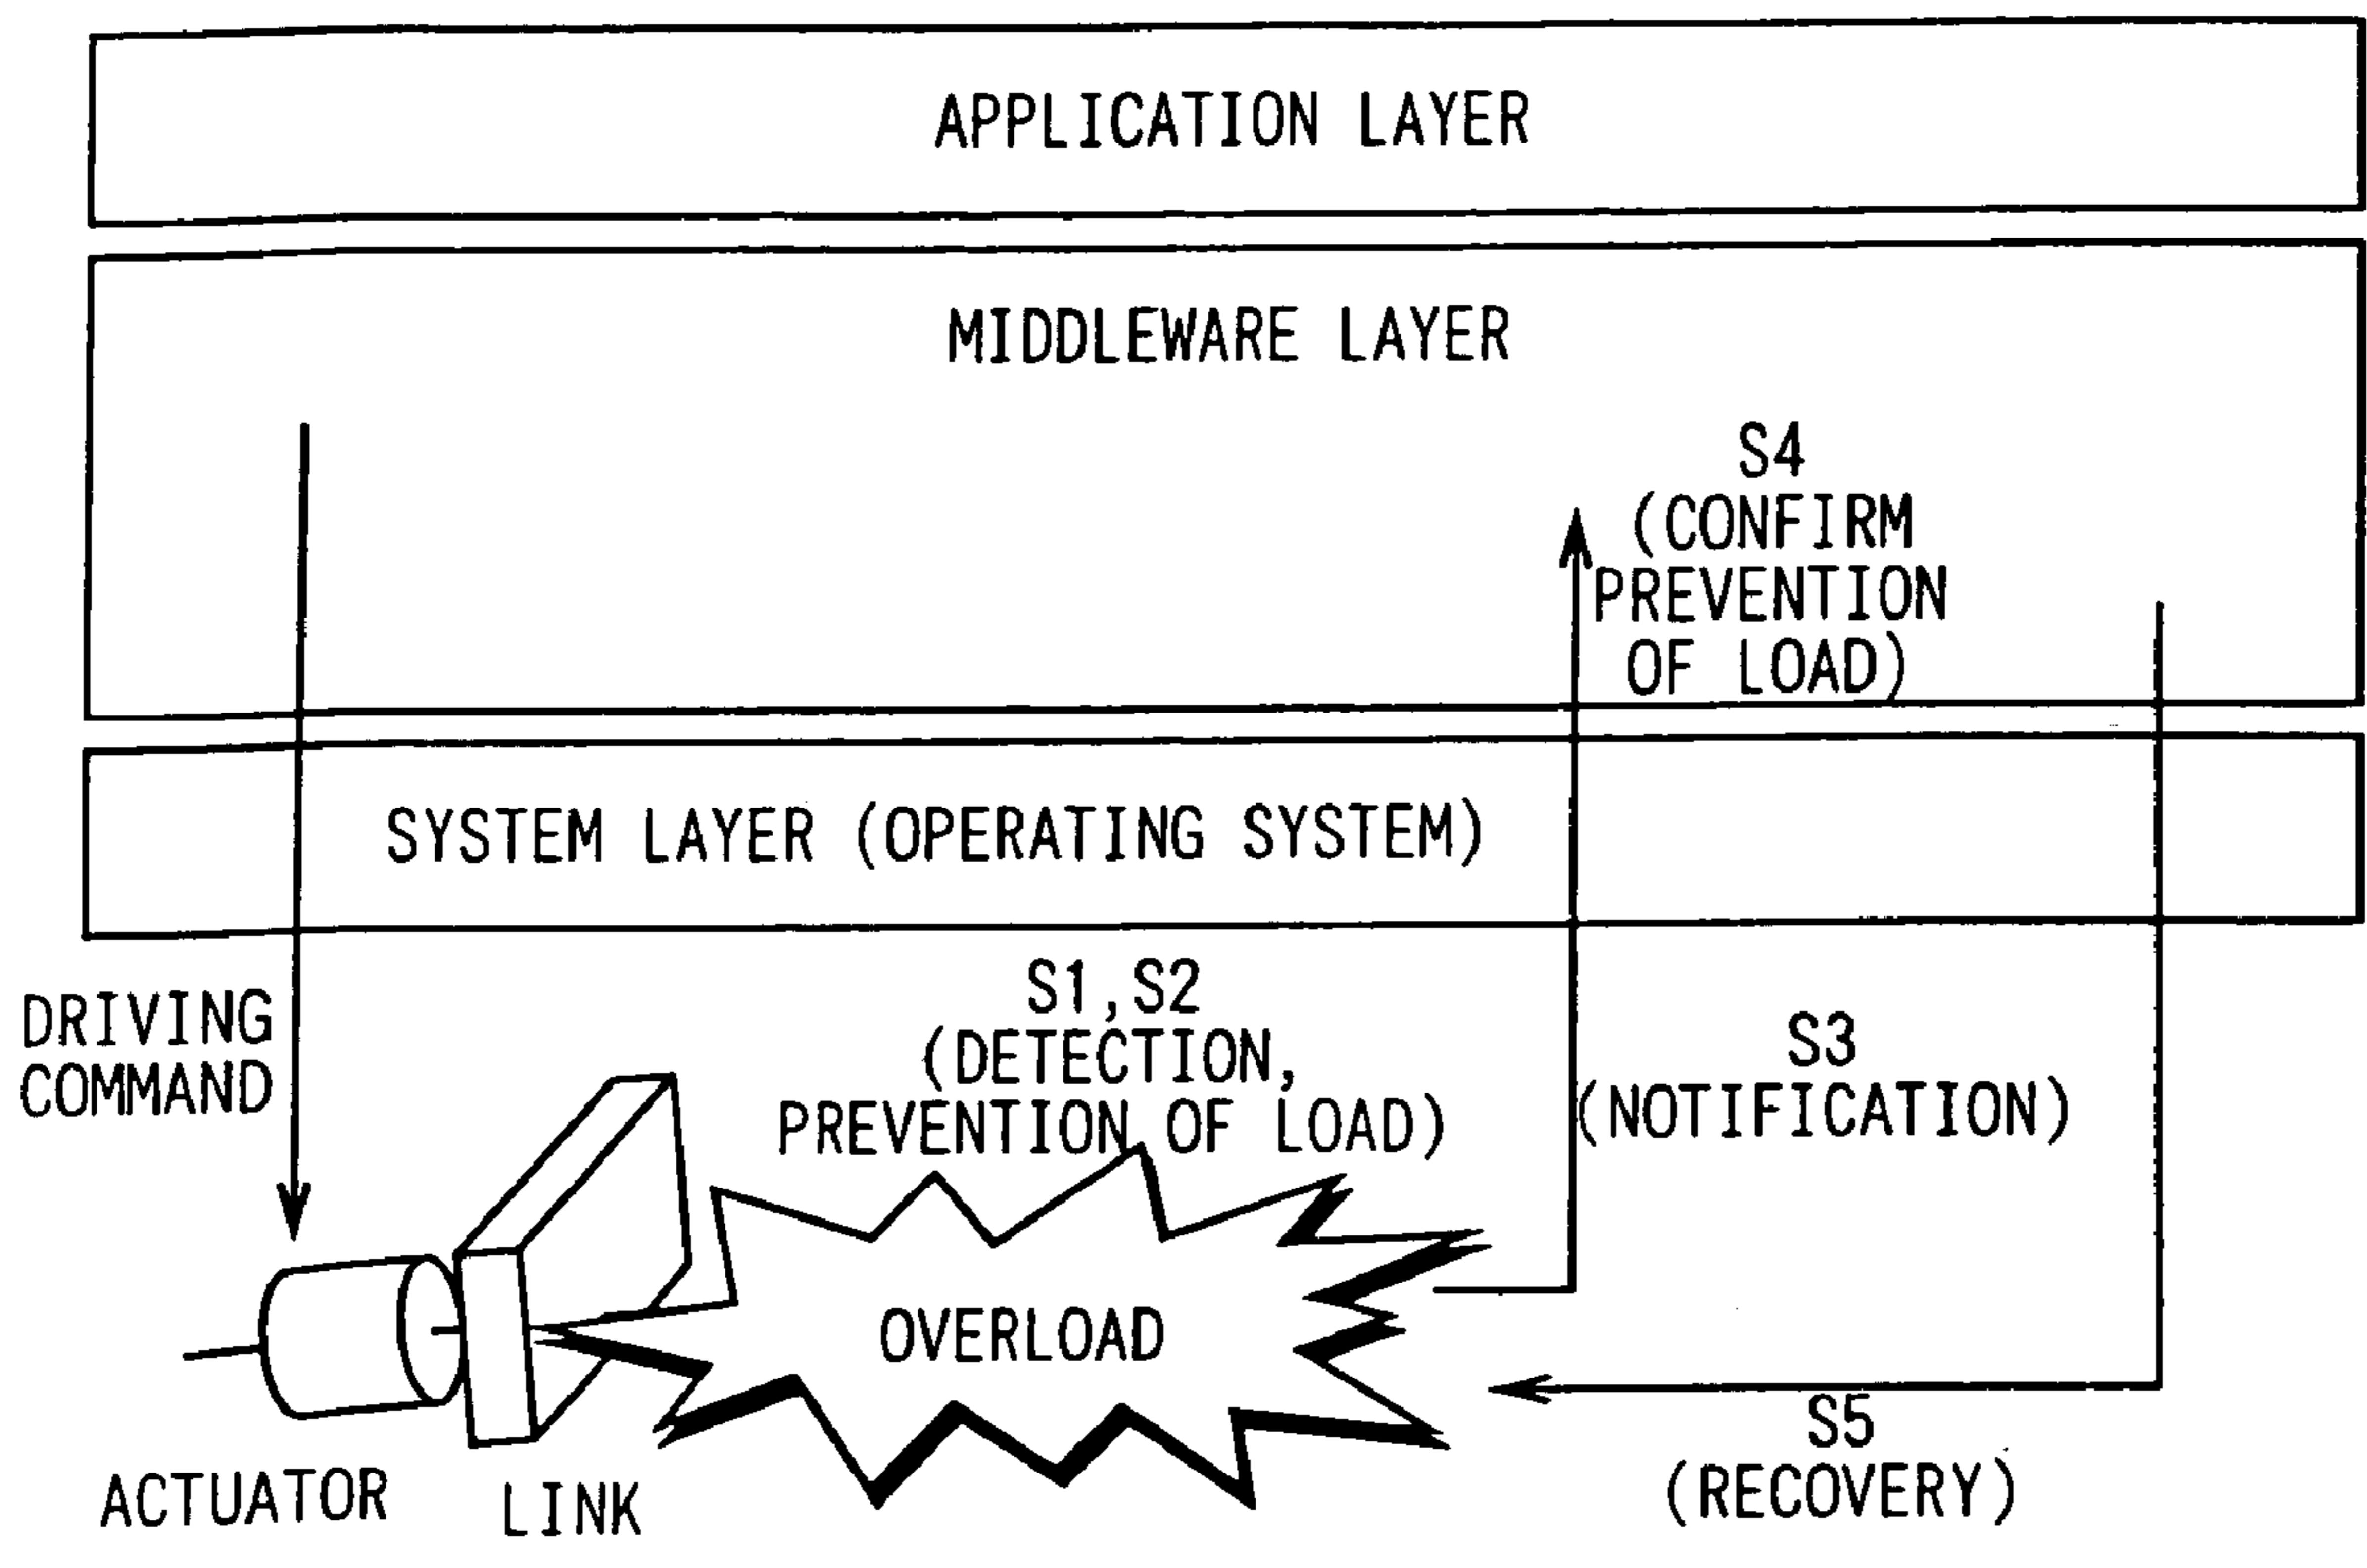 APPLICATION LAYER
MIDDLEWARE LAYER
S4
(CONFIRM
PREVENTION
OF LOAD)
SYSTEM LAYER (OPERATING SYSTEM)
DRIVING
COMMAND
S1,S2
(DETECTION,
PREVENTION OF LOAD)
S3
(NOTIFICATION)
OVERLOAD
S5
(RECOVERY)
ACTUATOR
LINK